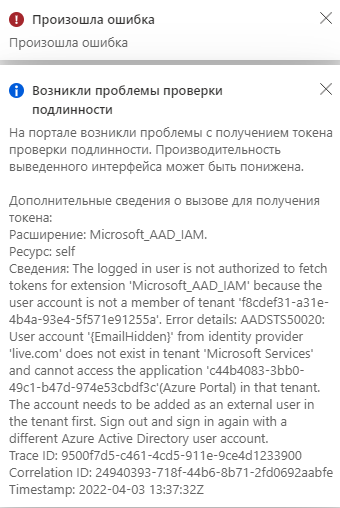 Произошла ошибка
Произошла ошибка
Возникли проблемы проверки
подлинности
На портале возникли проблемы с получением токена
проверки подлинности. Производительность
выведенного интерфейса может быть понижена.
Дополнительные сведения о вызове для получения
токена:
Расширение: Microsoft_AAD_IAM.
Ресурс: self
Сведения: The logged in user is not authorized to fetch
tokens for extension 'Microsoft_AAD_IAM' because the
user account is not a member of tenant 'f8cdef31-a31e-
4b4a-93e4-5f571e91255a'. Error details: AADSTS50020:
User account '{EmailHidden}' from identity provider
'live.com' does not exist in tenant 'Microsoft Services'
and cannot access the application 'c44b4083-3bb0-
49c1-b47d-974e53cbdf3c'(Azure Portal) in that tenant.
The account needs to be added as an external user in
the tenant first. Sign out and sign in again with a
different Azure Active Directory user account.
Trace ID: 9500f7d5-c461-4cd5-911e-9ce4d1233900
Correlation ID: 24940393-718f-44b6-8b71-2fd0692aabfe
Timestamp: 2022-04-03 13:37:32Z